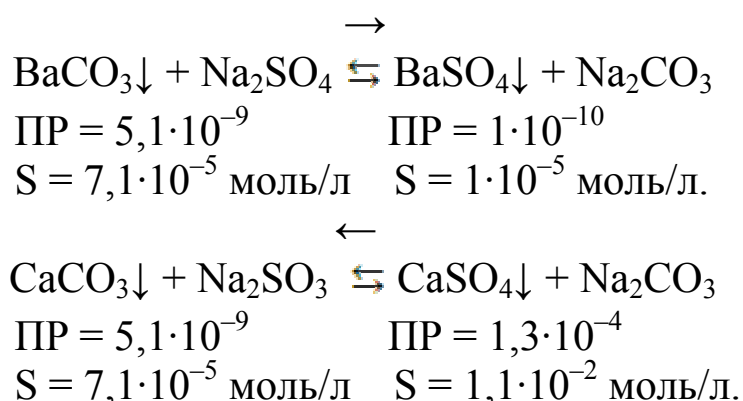 →
BaCO₃↓ + Na₂SO₄ ⇆ BaSO₄↓ + Na₂CO₃
ПР = 5,1·10⁻⁹ ПР = 1·10⁻¹⁰
S = 7,1·10⁻⁵ моль/л S = 1·10⁻⁵ моль/л.
←
CaCO₃↓ + Na₂SO₃ ⇆ CaSO₄↓ + Na₂CO₃
ПР = 5,1·10⁻⁹ ПР = 1,3·10⁻⁴
S = 7,1·10⁻⁵ моль/л S = 1,1·10⁻² моль/л.